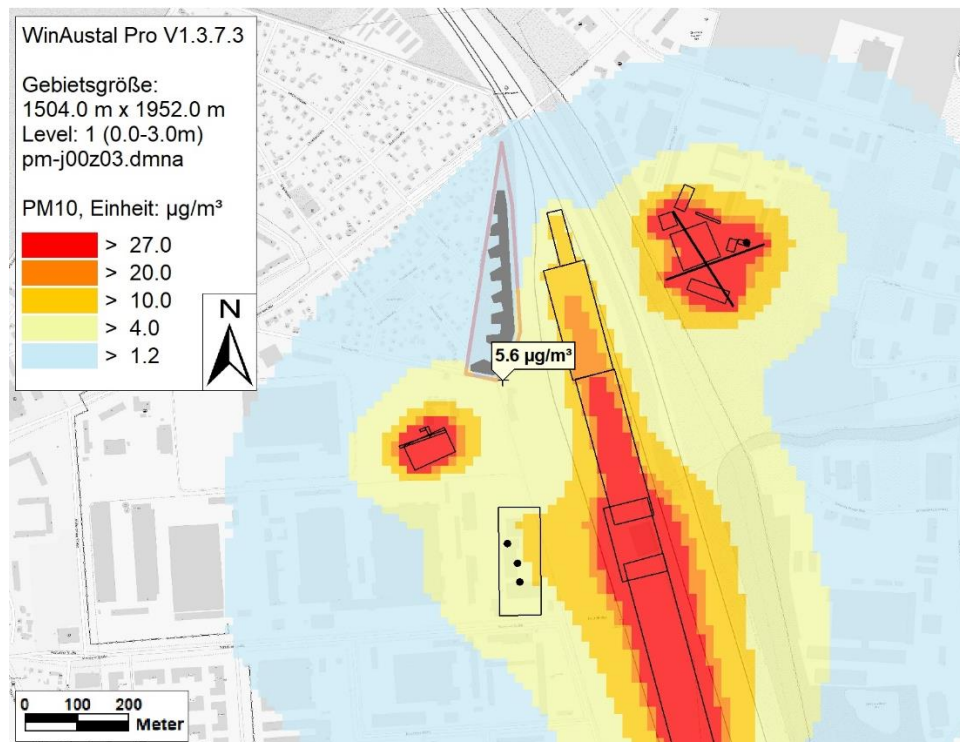 WinAustal Pro V1.3.7.3
Gebietsgröße:
1504.0 m x 1952.0 m
Level: 1 (0.0-3.0m)
pm-j00z03.dmna
PM10, Einheit: µg/m³
> 27.0
> 20.0
> 10.0
> 4.0
> 1.2
N
5.6 µg/m³
0 100 200
Meter